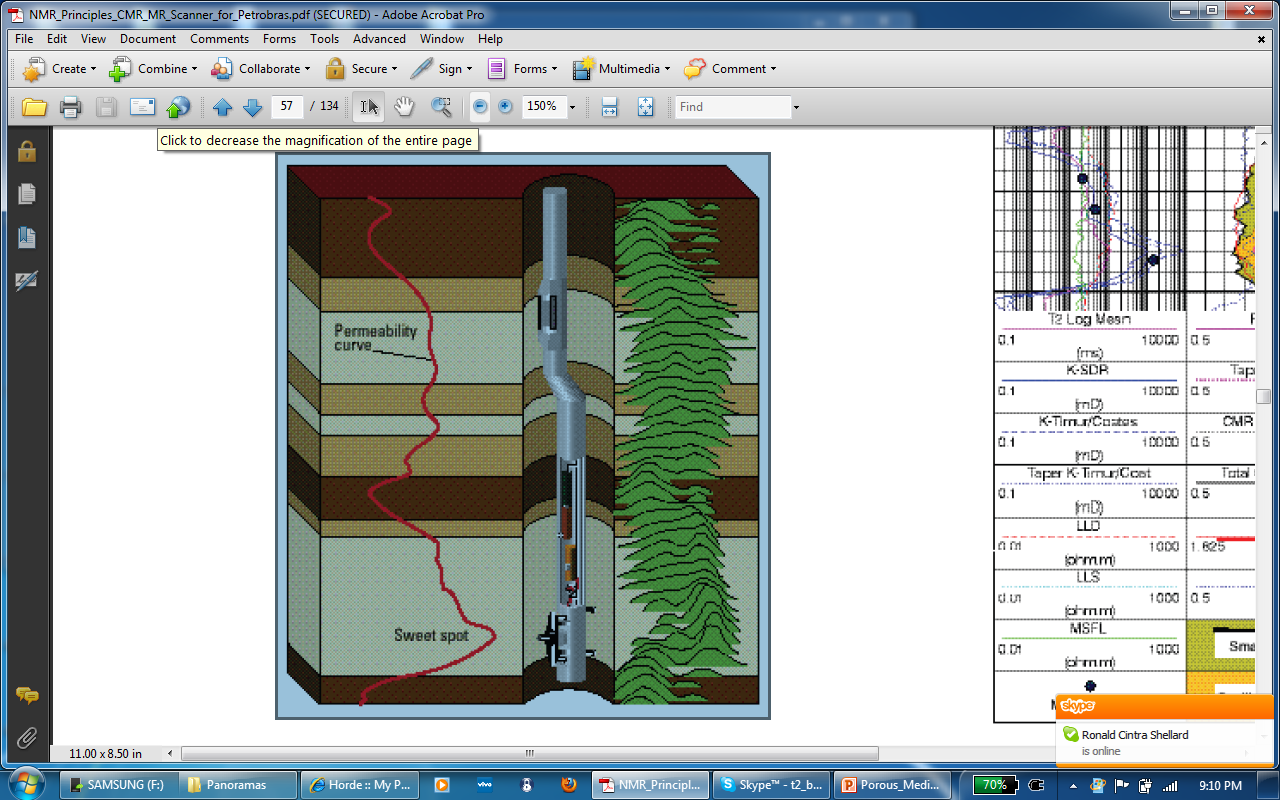 NMR_Principles_CMR_MR_Scanner_for_Petrobras.pdf (SECURED) - Adobe Acrobat Pro
File Edit View Document Comments Forms Tools Advanced Window Help
Create Combine Collaborate Secure Sign Forms Multimedia Comment
57 / 134 150% Find
Click to decrease the magnification of the entire page
Permeability
curve
Sweet spot
T2 Log Mean
0.1 10000 0.5
(ms)
K-SDR
0.1 10000 0.5
(mD)
K-Timur/Coates CMR
0.1 10000 0.5
(mD)
Taper K-Timur/Coat Total
0.1 10000 0.5
(mD)
LLD
0.01 1000 1.625
(ohm.m)
LLS
0.01 1000 0.5
(ohm.m)
MSFL
0.01 1000
(ohm.m)
skype
Ronald Cintra Shellard
is online
11.00 x 8.50 in
SAMSUNG (F:) Panoramas Horde :: My P... vivo NMR_Principl... Skype™ - t2_b... Porous_Medi... 70% 9:10 PM